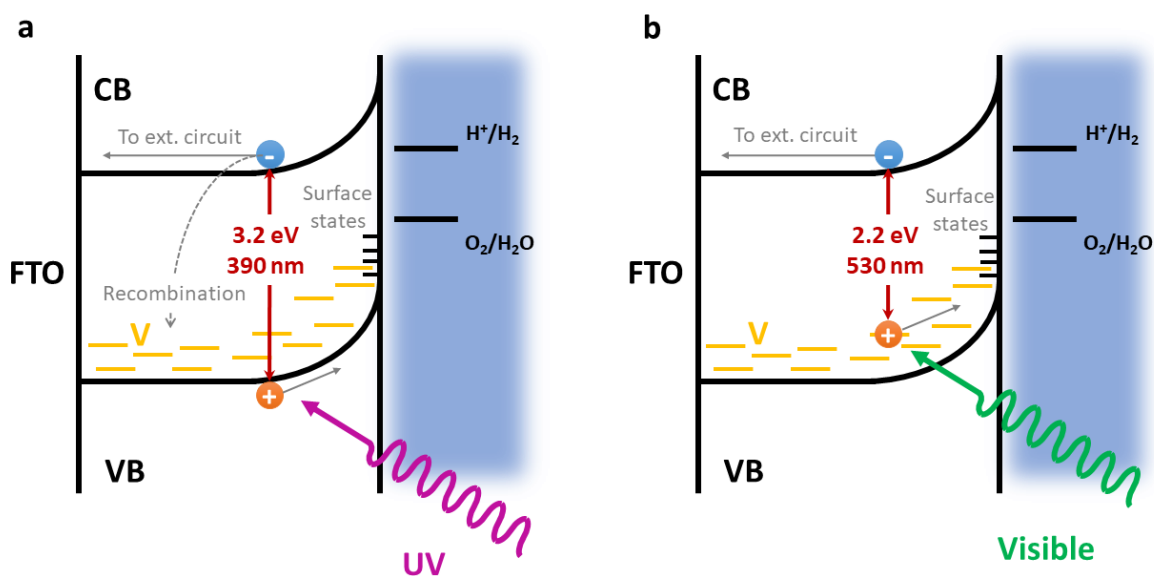 a
CB
To ext. circuit
-
H⁺/H₂
Surface
states
3.2 eV
390 nm
O₂/H₂O
FTO
Recombination
V
+
VB
UV
b
CB
To ext. circuit
-
H⁺/H₂
Surface
states
2.2 eV
530 nm
O₂/H₂O
FTO
V
+
VB
Visible